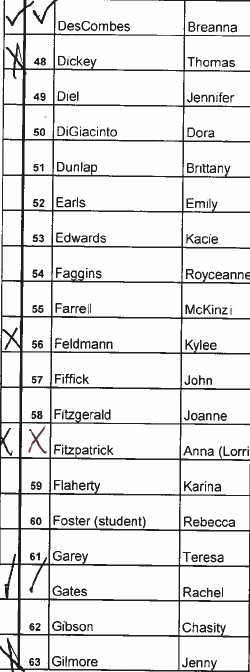 DesCombes Breanna
48 Dickey Thomas
49 Diel Jennifer
50 DiGiacinto Dora
51 Dunlap Brittany
52 Earls Emily
53 Edwards Kacie
54 Faggins Royceanne
55 Farrell McKinzi
X 56 Feldmann Kylee
57 Fiffick John
58 Fitzgerald Joanne
X X Fitzpatrick Anna (Lorri
59 Flaherty Karina
60 Foster (student) Rebecca
61 Garey Teresa
Gates Rachel
62 Gibson Chasity
63 Gilmore Jenny